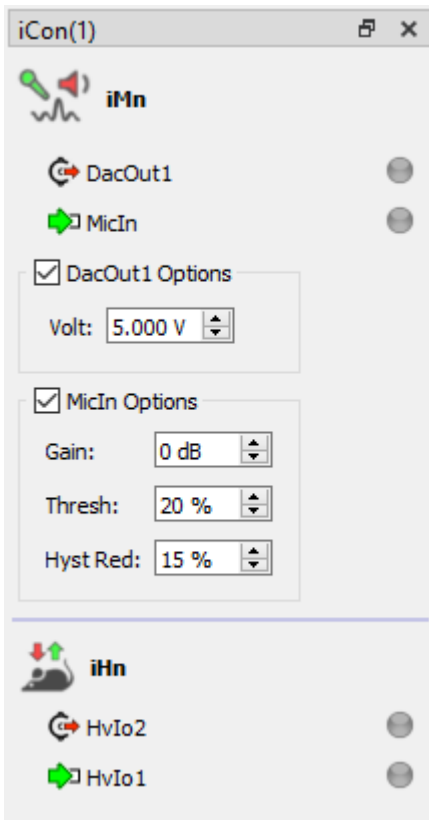 iCon(1)
iMn
DacOut1
MicIn
DacOut1 Options
Volt: 5.000 V
MicIn Options
Gain: 0 dB
Thresh: 20 %
Hyst Red: 15 %
iHn
HvIo2
HvIo1